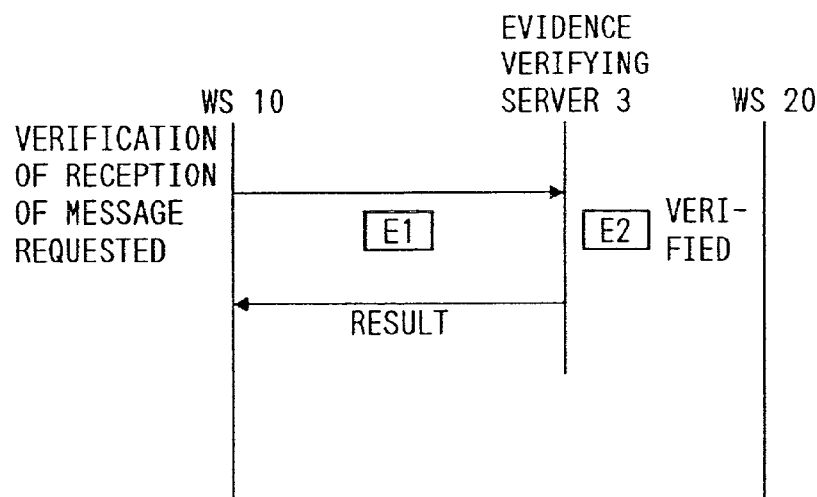 EVIDENCE
VERIFYING
SERVER 3
WS 10
WS 20
VERIFICATION
OF RECEPTION
OF MESSAGE
REQUESTED
E1
E2
VERI-
FIED
RESULT